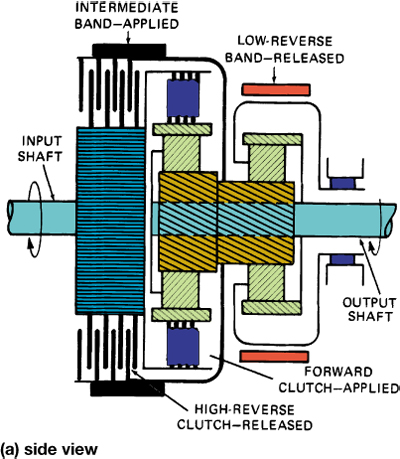 INTERMEDIATE
BAND—APPLIED
LOW-REVERSE
BAND—RELEASED
INPUT
SHAFT
OUTPUT
SHAFT
FORWARD
CLUTCH—APPLIED
HIGH-REVERSE
CLUTCH—RELEASED
(a) side view